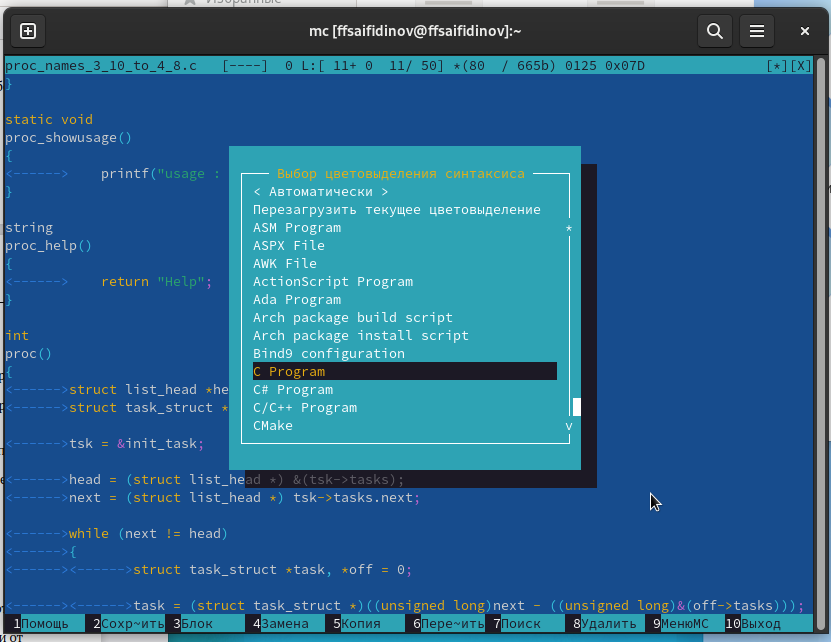 Избранные
mc [ffsaifidinov@ffsaifidinov]:~
proc_names_3_10_to_4_8.c [----] 0 L:[ 11+ 0 11/ 50] *(80 / 665b) 0125 0x07D [*][X]
}
static void
proc_showusage()
{
<------> printf("usage :
}
string
proc_help()
{
<------> return "Help";
}
int
proc()
{
<------>struct list_head *he
<------>struct task_struct *
<------>tsk = &init_task;
<------>head = (struct list_head *) &(tsk->tasks);
<------>next = (struct list_head *) tsk->tasks.next;
<------>while (next != head)
<------>{
<------><------>struct task_struct *task, *off = 0;
<------><------>task = (struct task_struct *)((unsigned long)next - ((unsigned long)&(off->tasks)));
Выбор цветовыделения синтаксиса
< Автоматически >
Перезагрузить текущее цветовыделение
ASM Program
ASPX File
AWK File
ActionScript Program
Ada Program
Arch package build script
Arch package install script
Bind9 configuration
C Program
C# Program
C/C++ Program
CMake
1Помощь 2Сохр~ить 3Блок 4Замена 5Копия 6Пере~ить 7Поиск 8Удалить 9МенюMC 10Выход